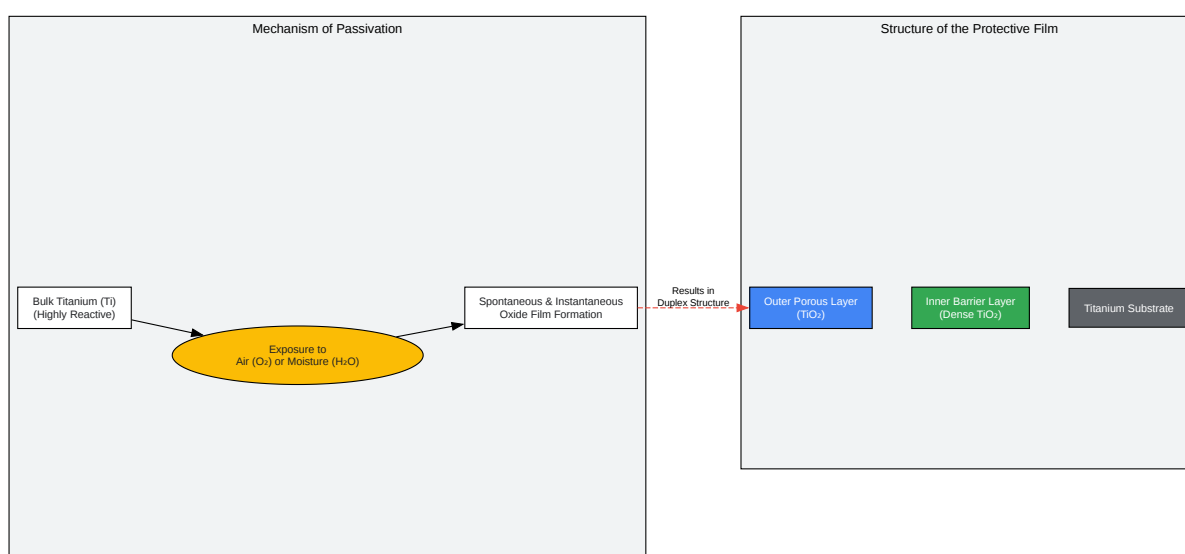 Mechanism of Passivation
Bulk Titanium (Ti)
(Highly Reactive)
Exposure to
Air (O₂) or Moisture (H₂O)
Spontaneous & Instantaneous
Oxide Film Formation
Results in
Duplex Structure
Structure of the Protective Film
Outer Porous Layer
(TiO₂)
Inner Barrier Layer
(Dense TiO₂)
Titanium Substrate